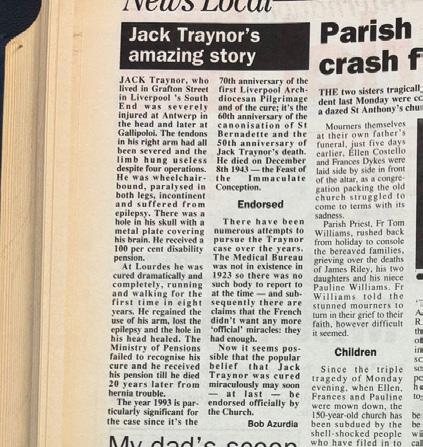 News Local
Jack Traynor's
amazing story
JACK Traynor, who
lived in Grafton Street
in Liverpool 's South
End was severely
injured at Antwerp in
the head and later at
Gallipoloi. The tendons
in his right arm had all
been severed and the
limb hung useless
despite four operations.
He was wheelchair-
bound, paralysed in
both legs, incontinent
and suffered from
epilepsy. There was a
hole in his skull with a
metal plate covering
his brain. He received a
100 per cent disability
pension.
At Lourdes he was
cured dramatically and
completely, running
and walking for the
first time in eight
years. He regained the
use of his arm, lost the
epilepsy and the hole in
his head healed. The
Ministry of Pensions
failed to recognise his
cure and he received
his pension till he died
20 years later from
hernia trouble.
The year 1993 is par-
ticularly significant for
the case since it's the
70th anniversary of the
first Liverpool Arch-
diocesan Pilgrimage
and of the cure; it's the
60th anniversary of the
canonisation of St
Bernadette and the
50th anniversary of
Jack Traynor's death.
He died on December
8th 1943 — the Feast of
the Immaculate
Conception.
Endorsed
There have been
numerous attempts to
pursue the Traynor
case over the years.
The Medical Bureau
was not in existence in
1923 so there was no
such body to report to
at the time — and sub-
sequently there are
claims that the French
didn't want any more
'official' miracles: they
had enough.
Now it seems pos-
sible that the popular
belief that Jack
Traynor was cured
miraculously may soon
— at last — be
endorsed officially by
the Church.
Bob Azurdia
My dad's
Parish
crash f
THE two sisters tragically
dent last Monday were
a dazed St Anthony's
Mourners themselves
at their own father's
funeral, just five days
earlier, Ellen Costello
and Frances Dykes were
laid side by side in front
of the altar, as a congre-
gation packing the old
church struggled to
come to terms with its
sadness.
Parish Priest, Fr Tom
Williams, rushed back
from holiday to console
the bereaved families,
grieving over the deaths
of James Riley, his two
daughters and his niece
Pauline Williams. Fr
Williams told the
stunned mourners to
turn in their grief to their
faith, however difficult
it seemed.
Children
Since the triple
tragedy of Monday
evening, when Ellen,
Frances and Pauline
were mown down, the
150-year-old church has
been subdued by the
shell-shocked people
who have filed in to